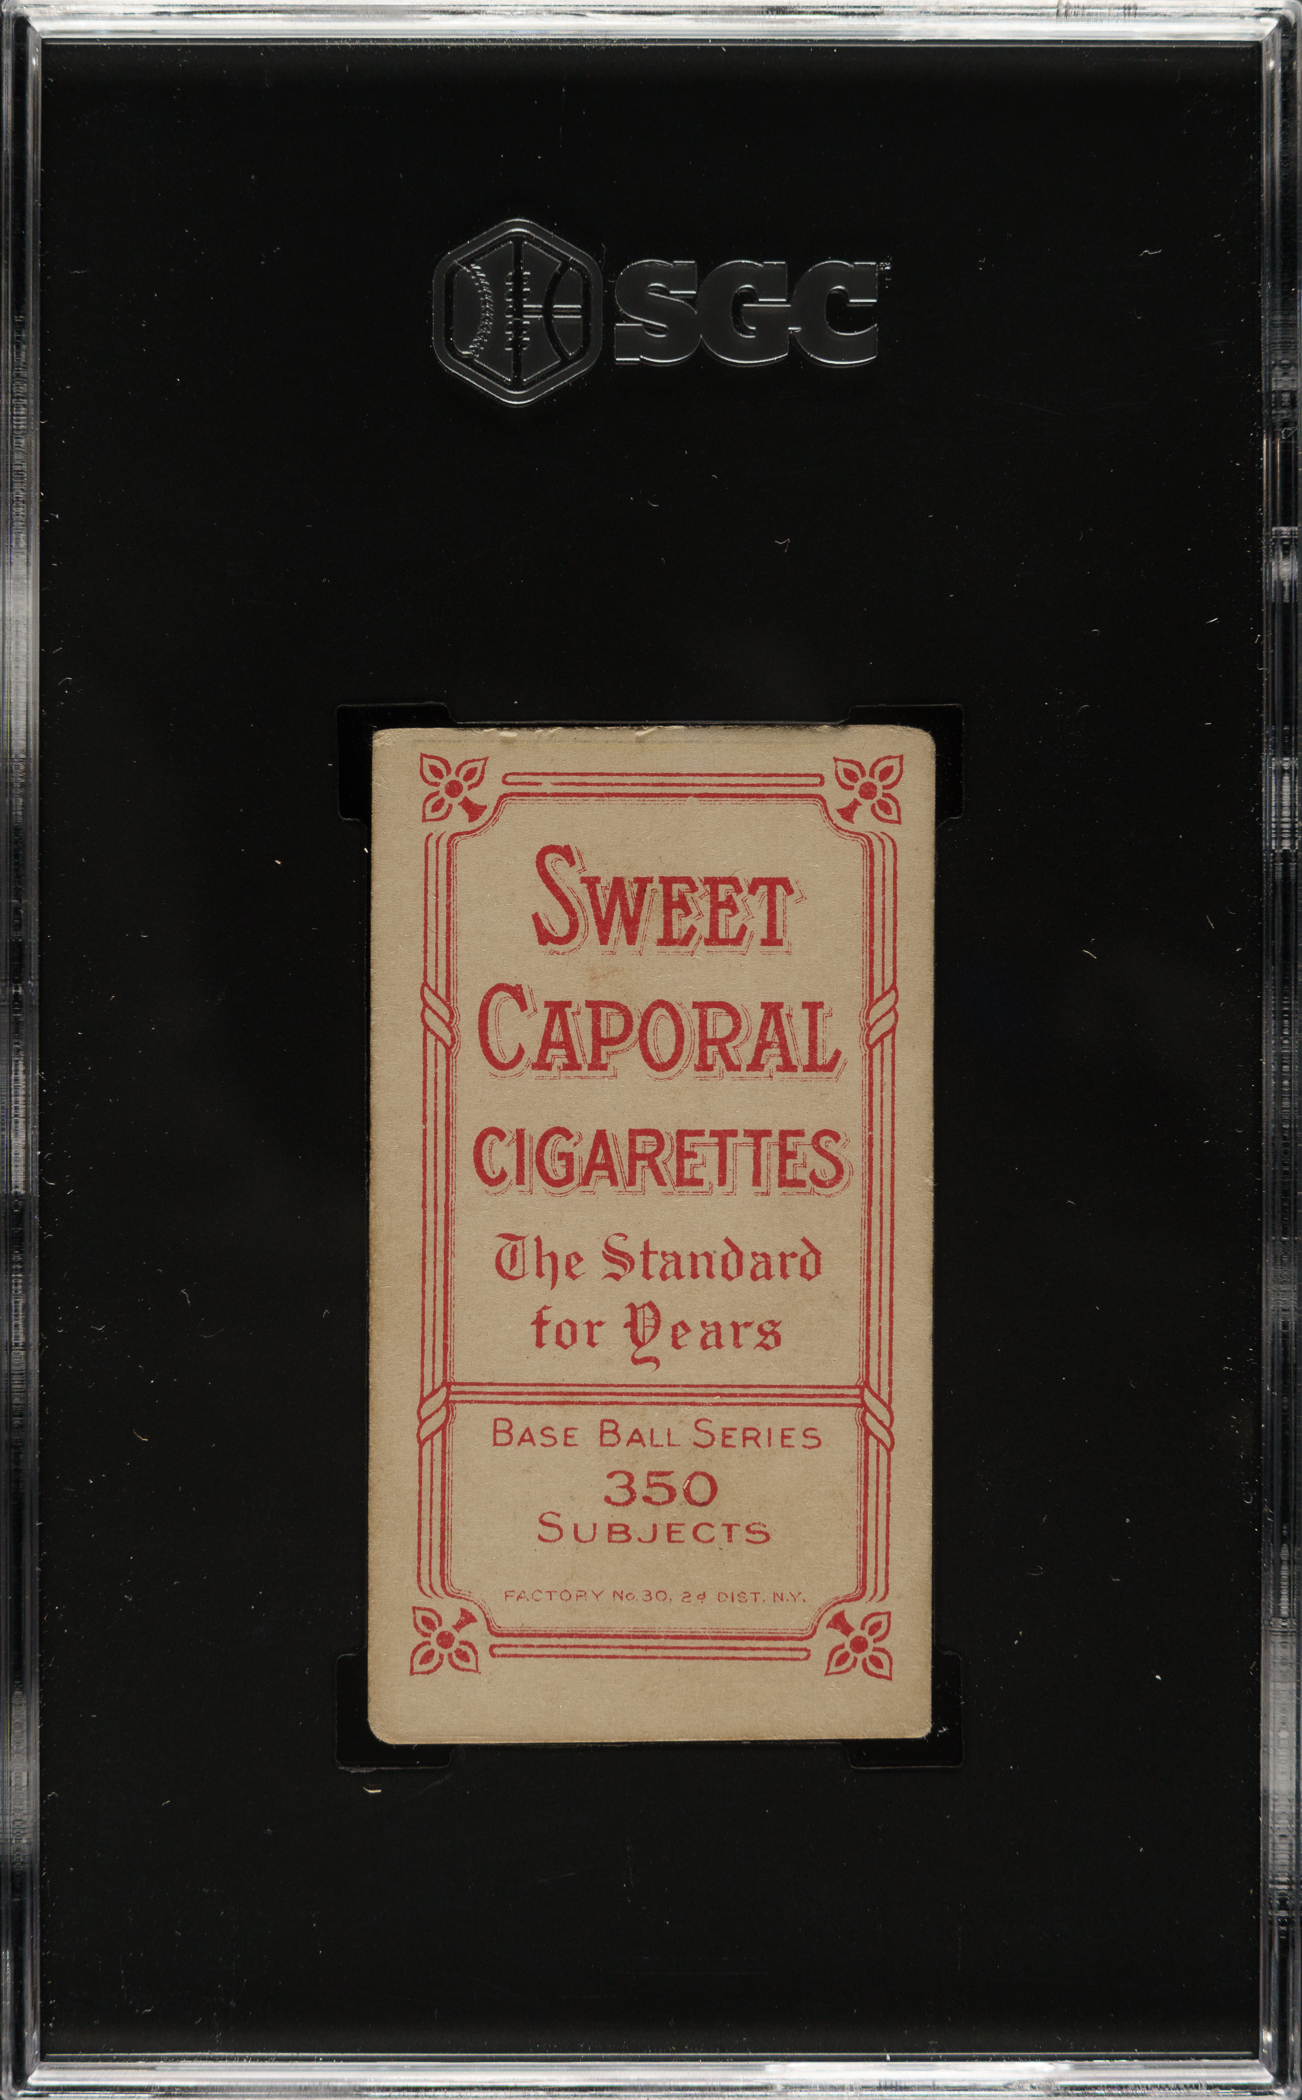 SGC
SWEET
CAPORAL
CIGARETTES
The Standard
for Years
BASE BALL SERIES
350
SUBJECTS
FACTORY No. 30, 2d DIST. N.Y.